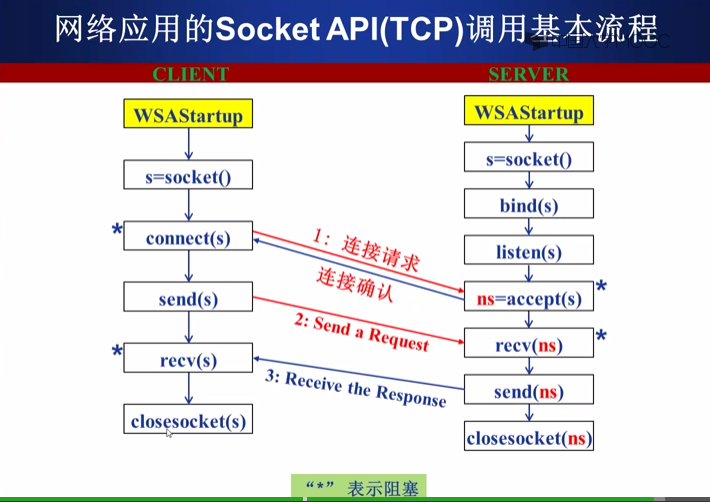 网络应用的Socket API(TCP)调用基本流程
CLIENT
SERVER
WSAStartup
s=socket()
* connect(s)
send(s)
* recv(s)
closesocket(s)
1：连接请求
连接确认
2: Send a Request
3: Receive the Response
WSAStartup
s=socket()
bind(s)
listen(s)
ns=accept(s) *
recv(ns) *
send(ns)
closesocket(ns)
“*” 表示阻塞